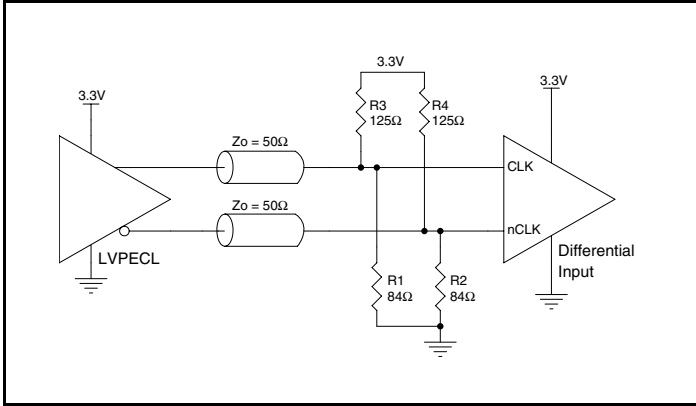 3.3V
3.3V
3.3V
R3
125Ω
R4
125Ω
Zo = 50Ω
CLK
Zo = 50Ω
nCLK
LVPECL
Differential
Input
R1
84Ω
R2
84Ω